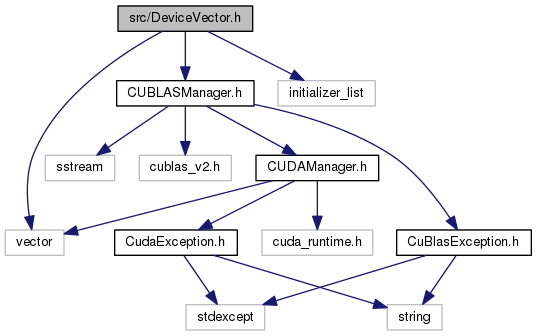 src/DeviceVector.h
CUBLASManager.h
initializer_list
sstream
cublas_v2.h
CUDAManager.h
vector
CudaException.h
cuda_runtime.h
CuBlasException.h
stdexcept
string